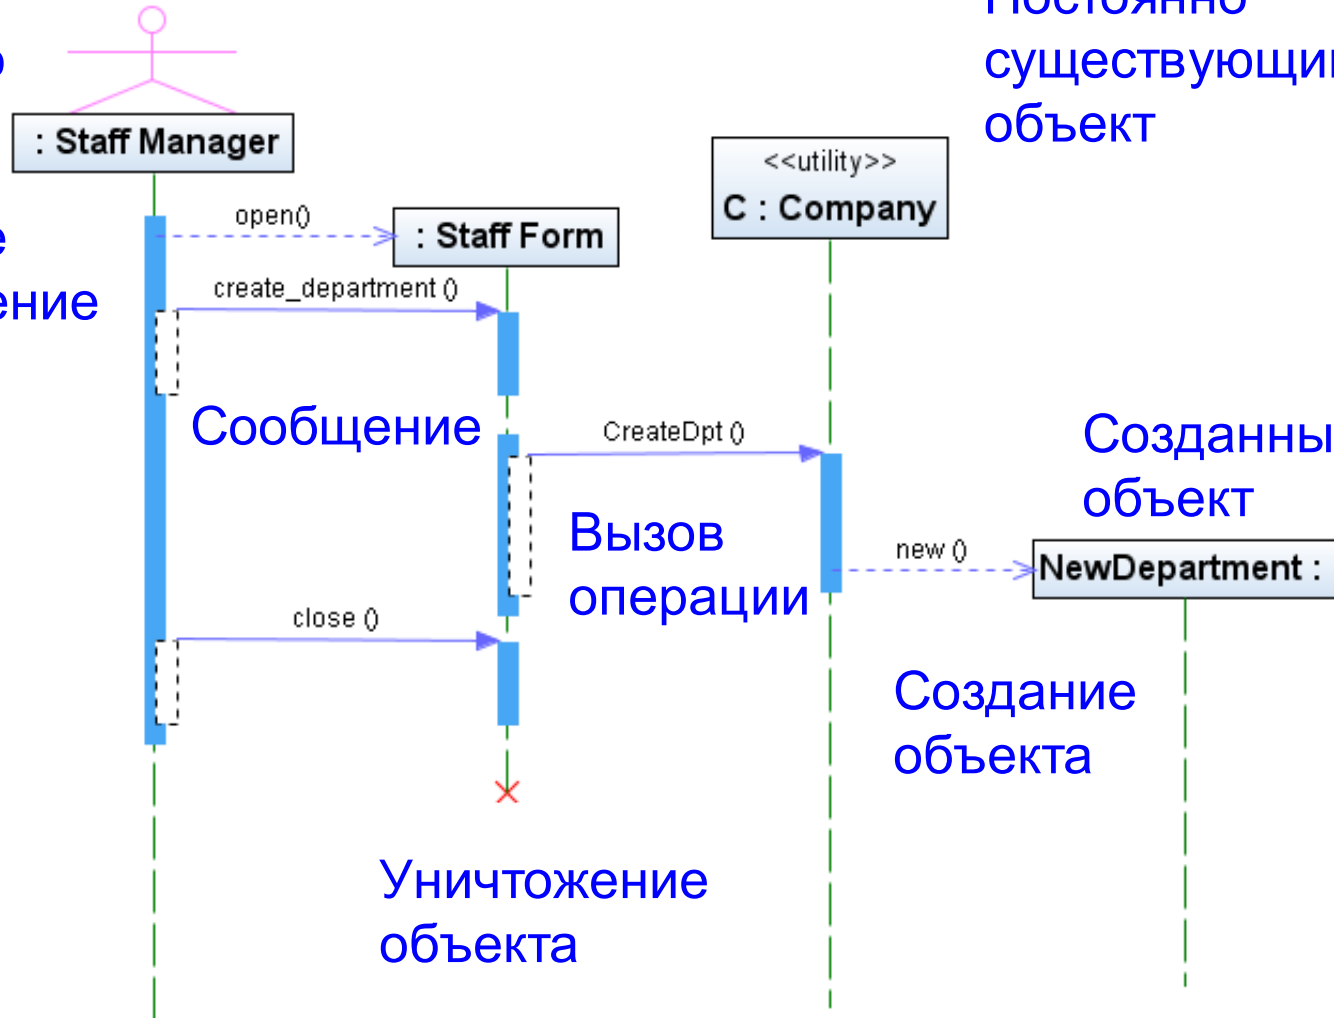 существующи
объект
: Staff Manager
<<utility>>
C : Company
open()
: Staff Form
create_department ()
ение
Сообщение
CreateDpt ()
Созданны
объект
Вызов
операции
new ()
NewDepartment :
close ()
Создание
объекта
Уничтожение
объекта